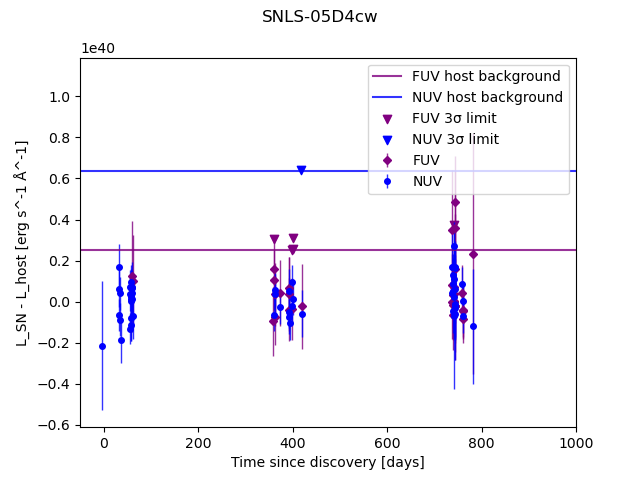 SNLS-05D4cw
1e40
FUV host background
NUV host background
FUV 3σ limit
NUV 3σ limit
FUV
NUV
1.0
0.8
0.6
0.4
0.2
0.0
−0.2
−0.4
−0.6
L_SN - L_host [erg s^-1 Å^-1]
0 200 400 600 800 1000
Time since discovery [days]